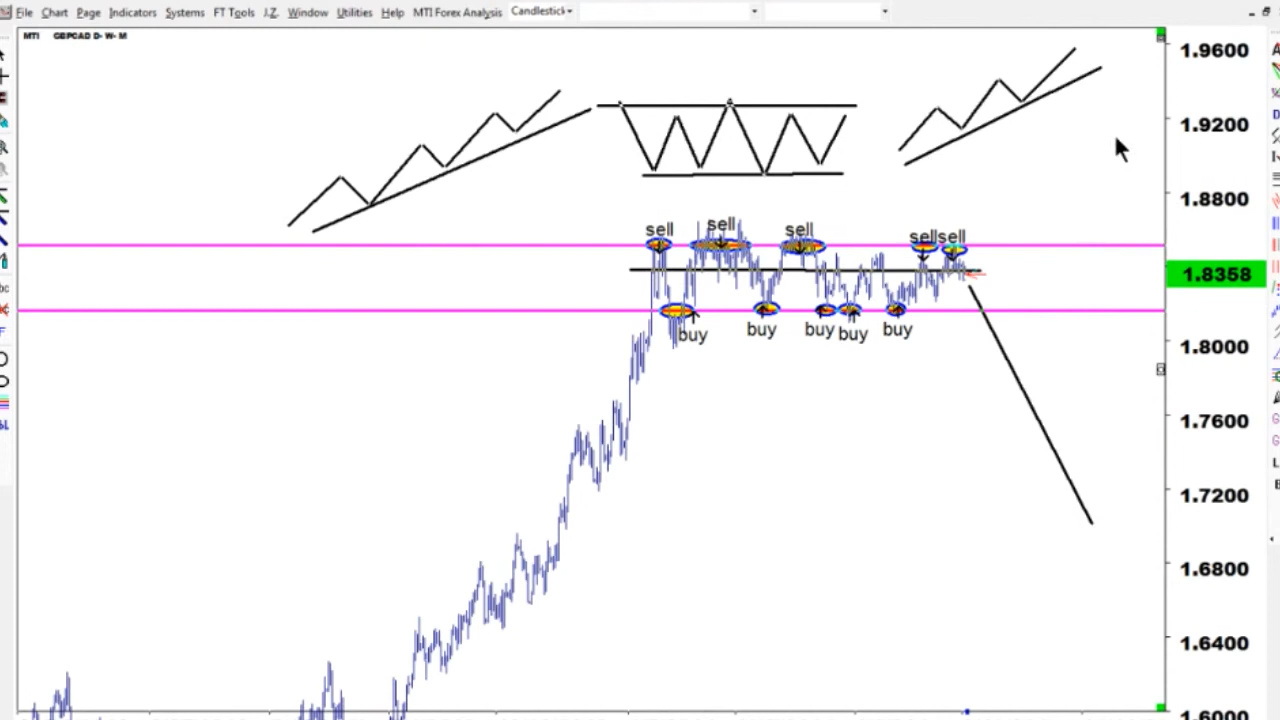 File Chart Page Indicators Systems FT Tools J.Z. Window Utilities Help MTI Forex Analysis Candlestick
MTI GBPCAD D- W- M
1.9600
1.9200
1.8800
sell sell sell sell sell
1.8358
buy buy buy buy buy
1.8000
1.7600
1.7200
1.6800
1.6400
1.6000